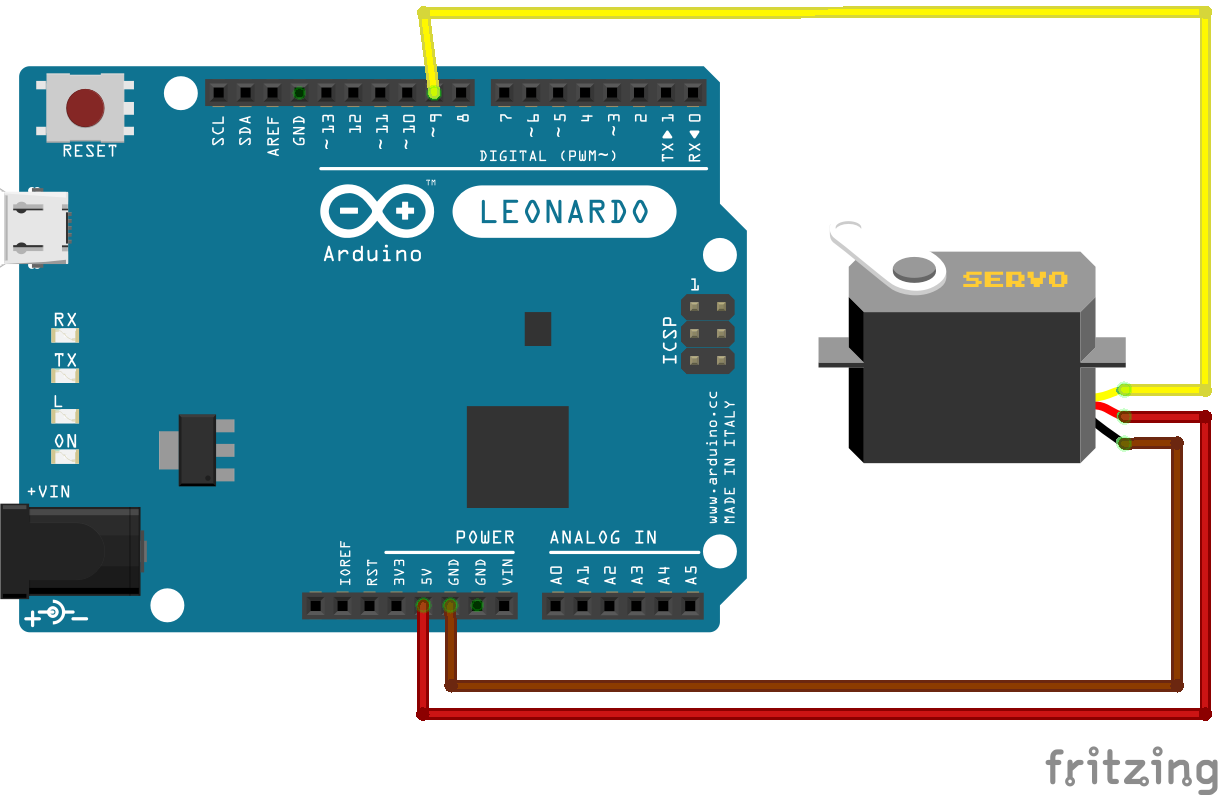 RESET
SCL
SDA
AREF
GND
~13
12
~11
~10
~9
8
7
~6
~5
4
~3
2
TX▶1
RX◀0
DIGITAL (PWM~)
TM
LEONARDO
Arduino
1
ICSP
SERVO
RX
TX
L
ON
+VIN
www.arduino.cc
MADE IN ITALY
POWER
ANALOG IN
IOREF
RST
3V3
5V
GND
GND
VIN
A0
A1
A2
A3
A4
A5
fritzing